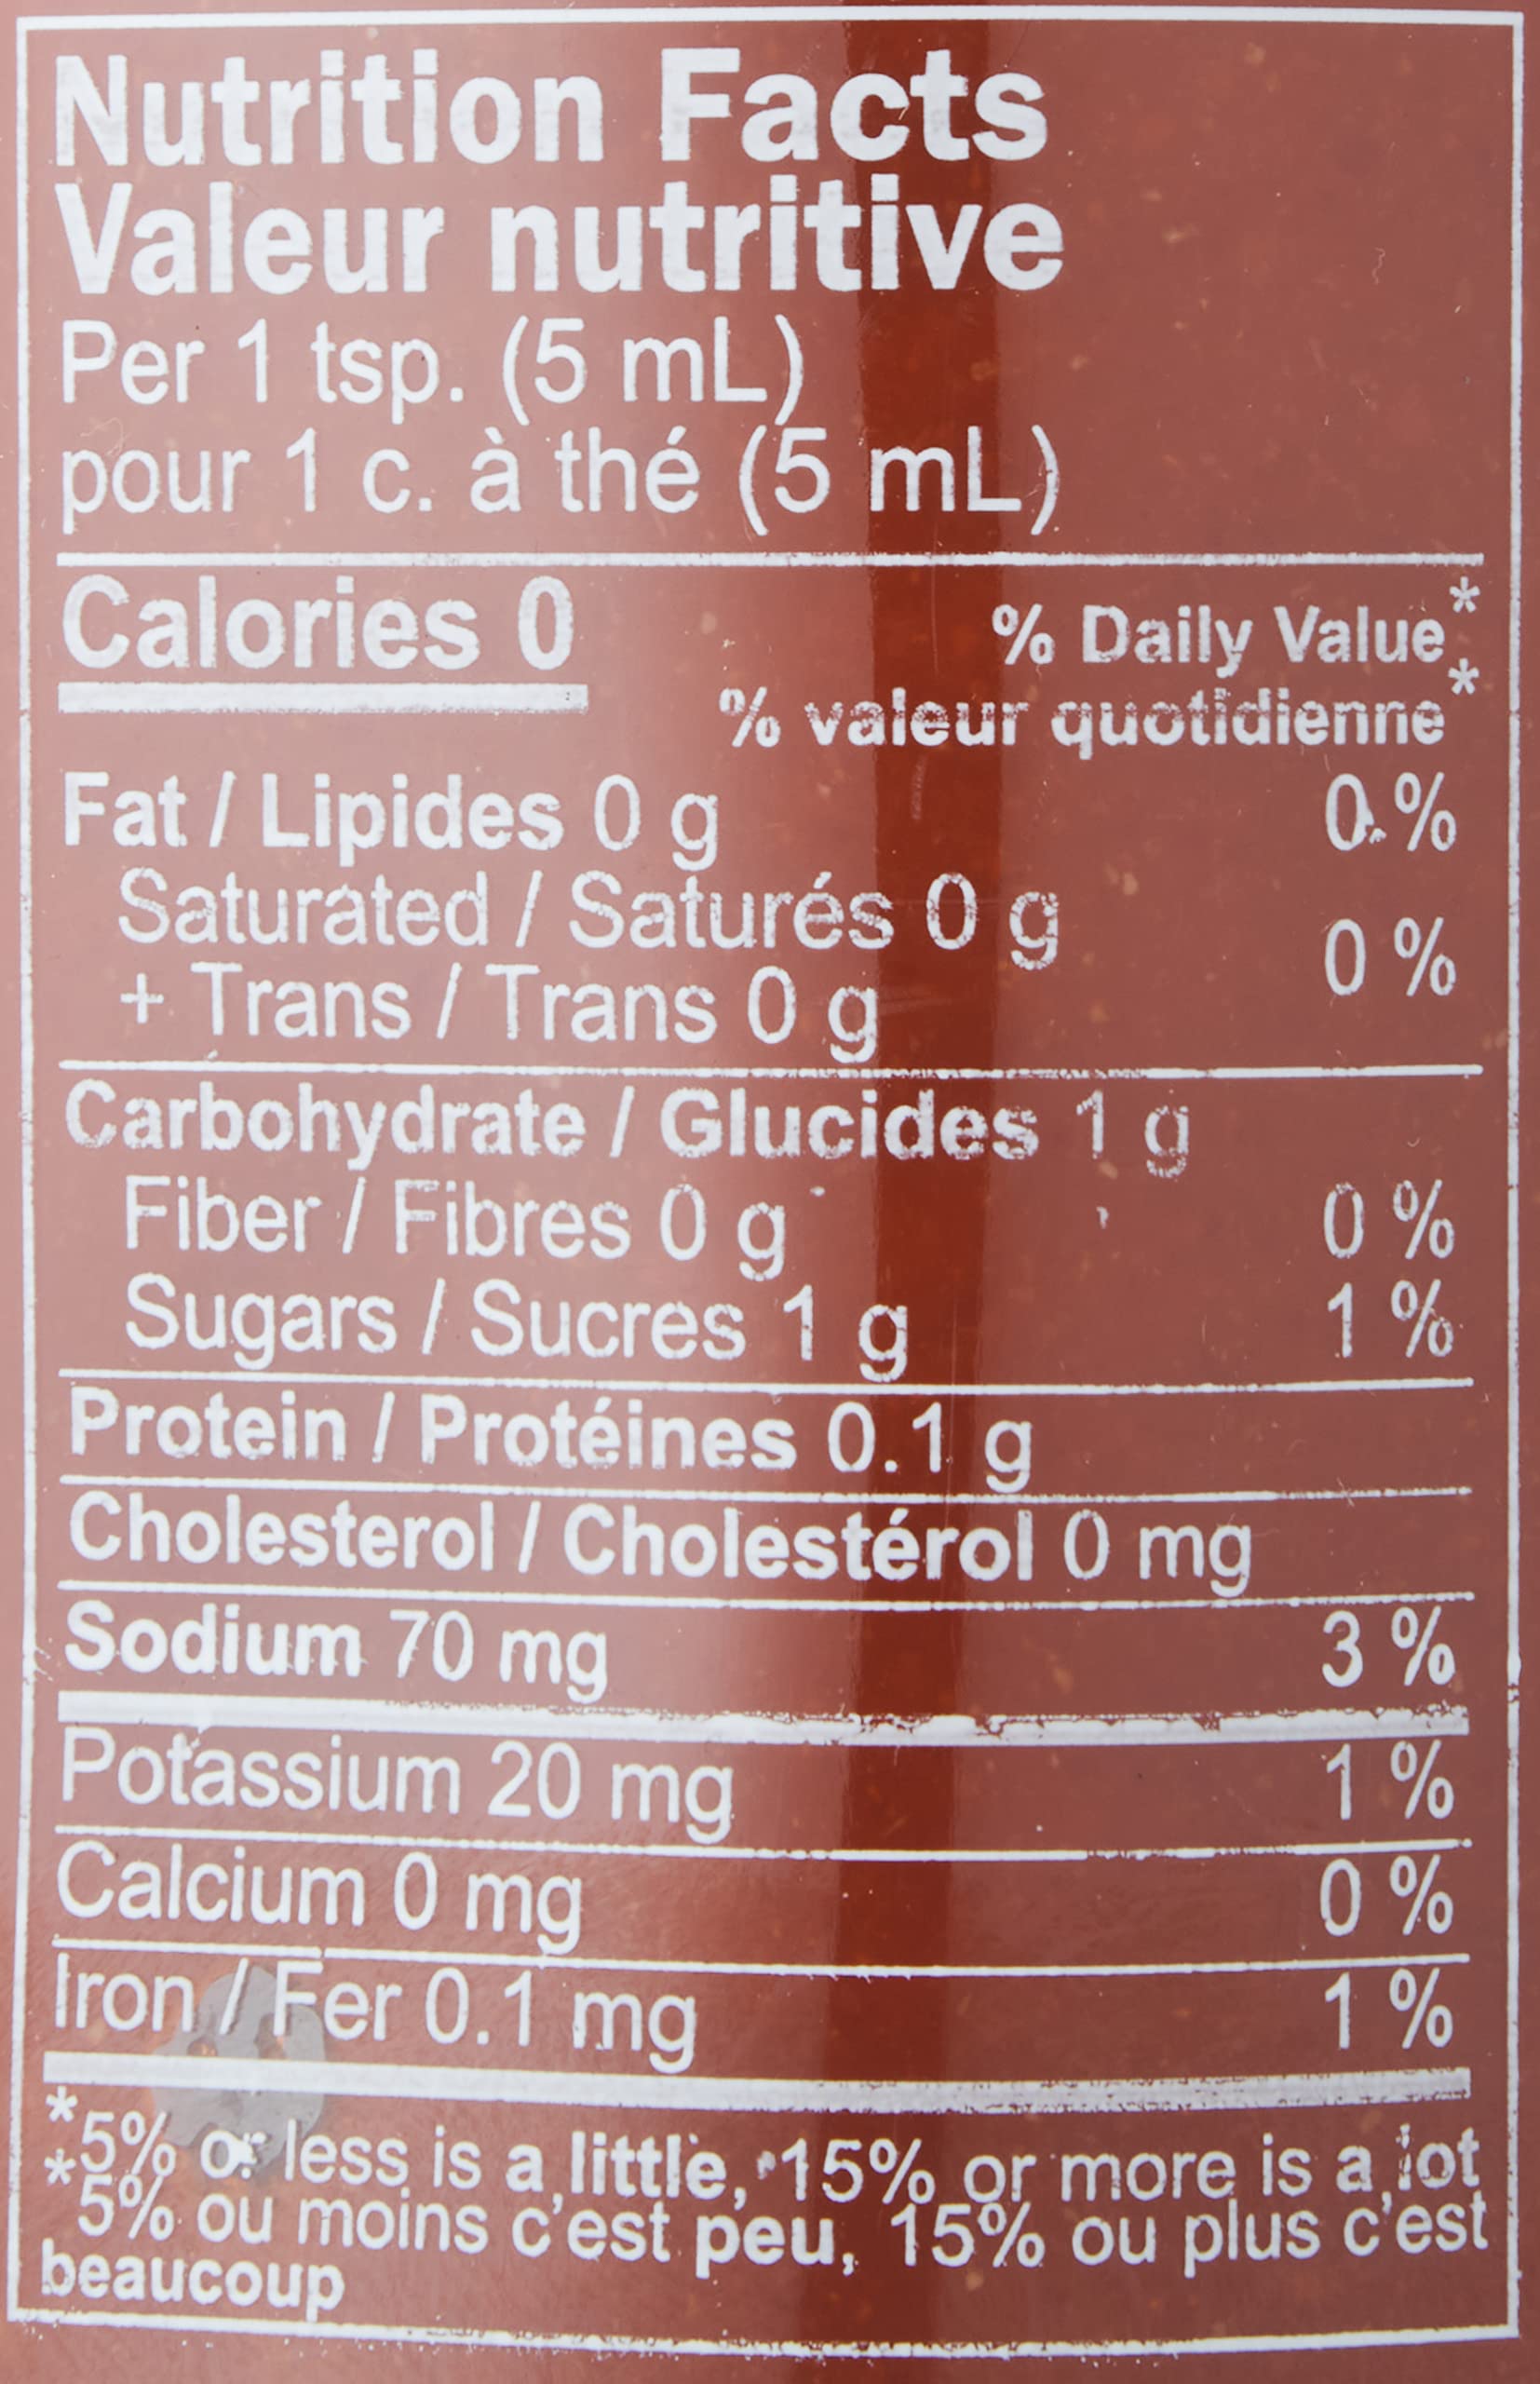 Nutrition Facts
Valeur nutritive
Per 1 tsp. (5 mL)
pour 1 c. à thé (5 mL)
Calories 0
% Daily Value*
% valeur quotidienne*
Fat / Lipides 0 g 0 %
Saturated / Saturés 0 g
+ Trans / Trans 0 g 0 %
Carbohydrate / Glucides 1 g
Fiber / Fibres 0 g 0 %
Sugars / Sucres 1 g 1 %
Protein / Protéines 0.1 g
Cholesterol / Cholestérol 0 mg
Sodium 70 mg 3 %
Potassium 20 mg 1 %
Calcium 0 mg 0 %
Iron / Fer 0.1 mg 1 %
*5% or less is a little, 15% or more is a lot
*5% ou moins c'est peu, 15% ou plus c'est
beaucoup